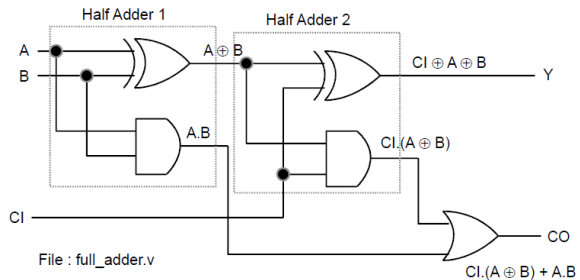 Half Adder 1
Half Adder 2
A
A ⊕ B
CI ⊕ A ⊕ B
B
Y
A.B
CI.(A ⊕ B)
CI
CO
File : full_adder.v
CI.(A ⊕ B) + A.B